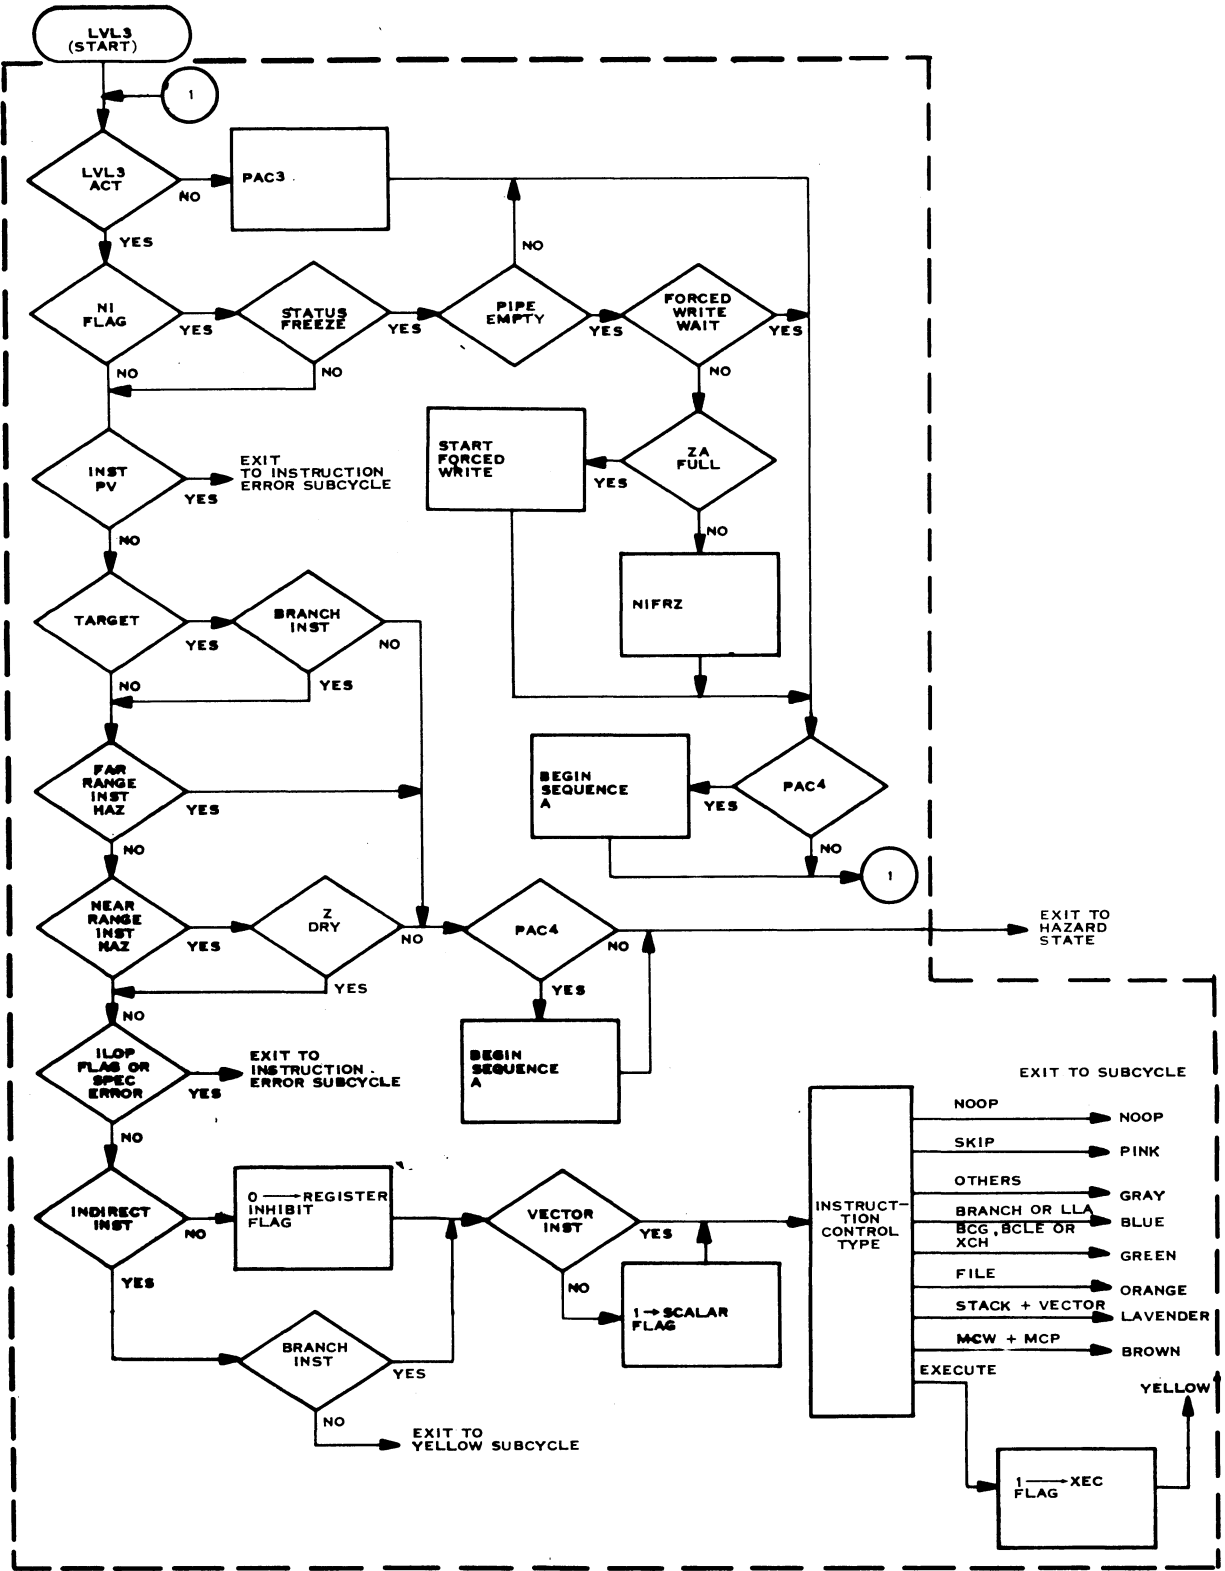 LVL3
(START)
1
LVL3
ACT
NO
PAC3
YES
NO
NI
FLAG
YES
STATUS
FREEZE
YES
PIPE
EMPTY
YES
FORCED
WRITE
WAIT
YES
NO
NO
NO
START
FORCED
WRITE
YES
ZA
FULL
INST
PV
YES
EXIT
TO INSTRUCTION
ERROR SUBCYCLE
NO
NO
NIFRZ
TARGET
YES
BRANCH
INST
NO
NO
YES
FAR
RANGE
INST
HAZ
YES
BEGIN
SEQUENCE
A
YES
PAC4
NO
NO
1
NEAR
RANGE
INST
HAZ
YES
Z
DRY
NO
PAC4
NO
EXIT TO
HAZARD
STATE
YES
YES
NO
ILOP
FLAG OR
SPEC
ERROR
YES
EXIT TO
INSTRUCTION
ERROR SUBCYCLE
BEGIN
SEQUENCE
A
NO
EXIT TO SUBCYCLE
INDIRECT
INST
NO
0 → REGISTER
INHIBIT
FLAG
VECTOR
INST
YES
INSTRUC-
TION
CONTROL
TYPE
NOOP
NOOP
SKIP
PINK
OTHERS
GRAY
BRANCH OR LLA
BLUE
BCG, BCLE OR
XCH
GREEN
FILE
ORANGE
STACK + VECTOR
LAVENDER
MCW + MCP
BROWN
EXECUTE
YELLOW
YES
NO
1 → SCALAR
FLAG
BRANCH
INST
YES
NO
EXIT TO
YELLOW SUBCYCLE
1 → XEC
FLAG